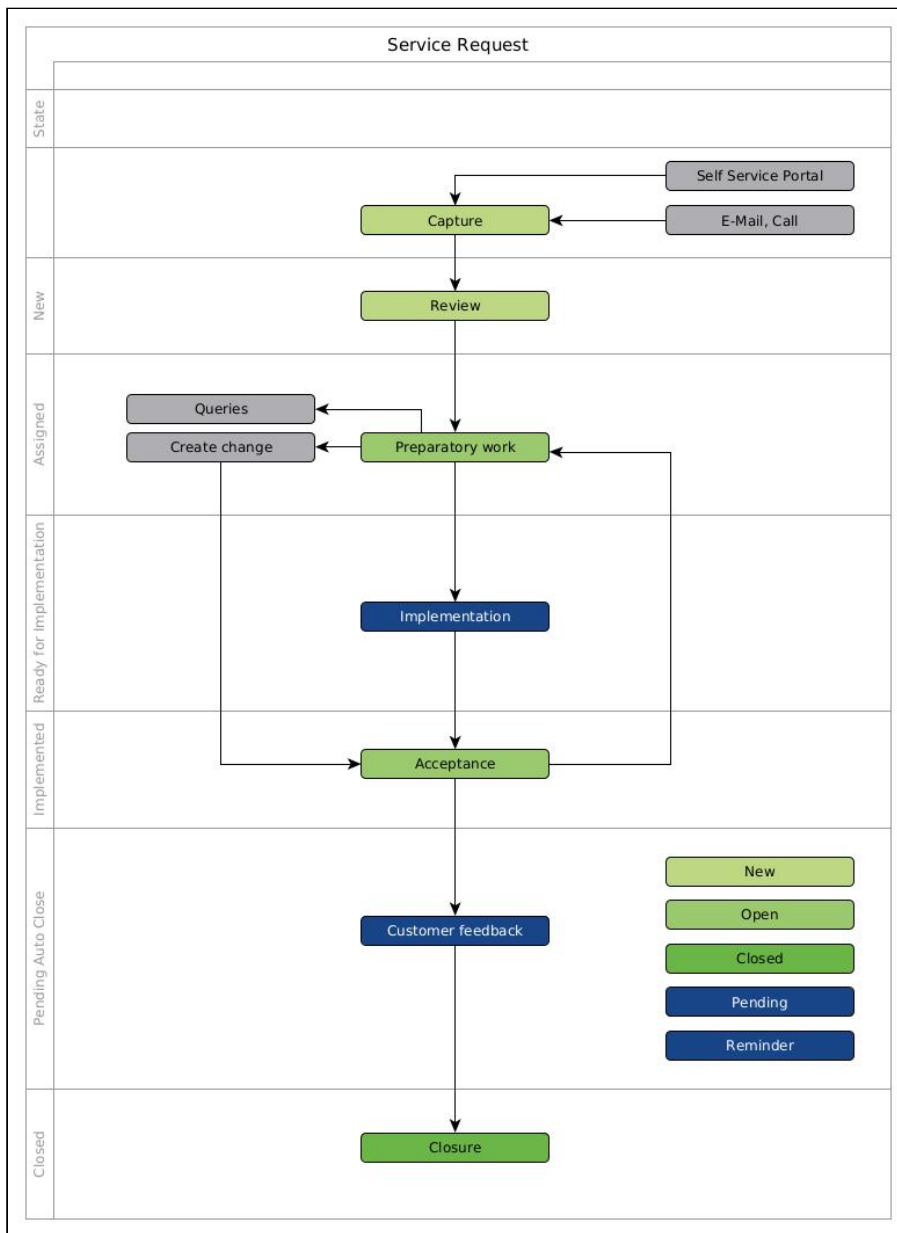 Service Request
State
Self Service Portal
Capture
E-Mail, Call
New
Review
Assigned
Queries
Create change
Preparatory work
Ready for Implementation
Implementation
Implemented
Acceptance
Pending Auto Close
Customer feedback
New
Open
Closed
Pending
Reminder
Closed
Closure